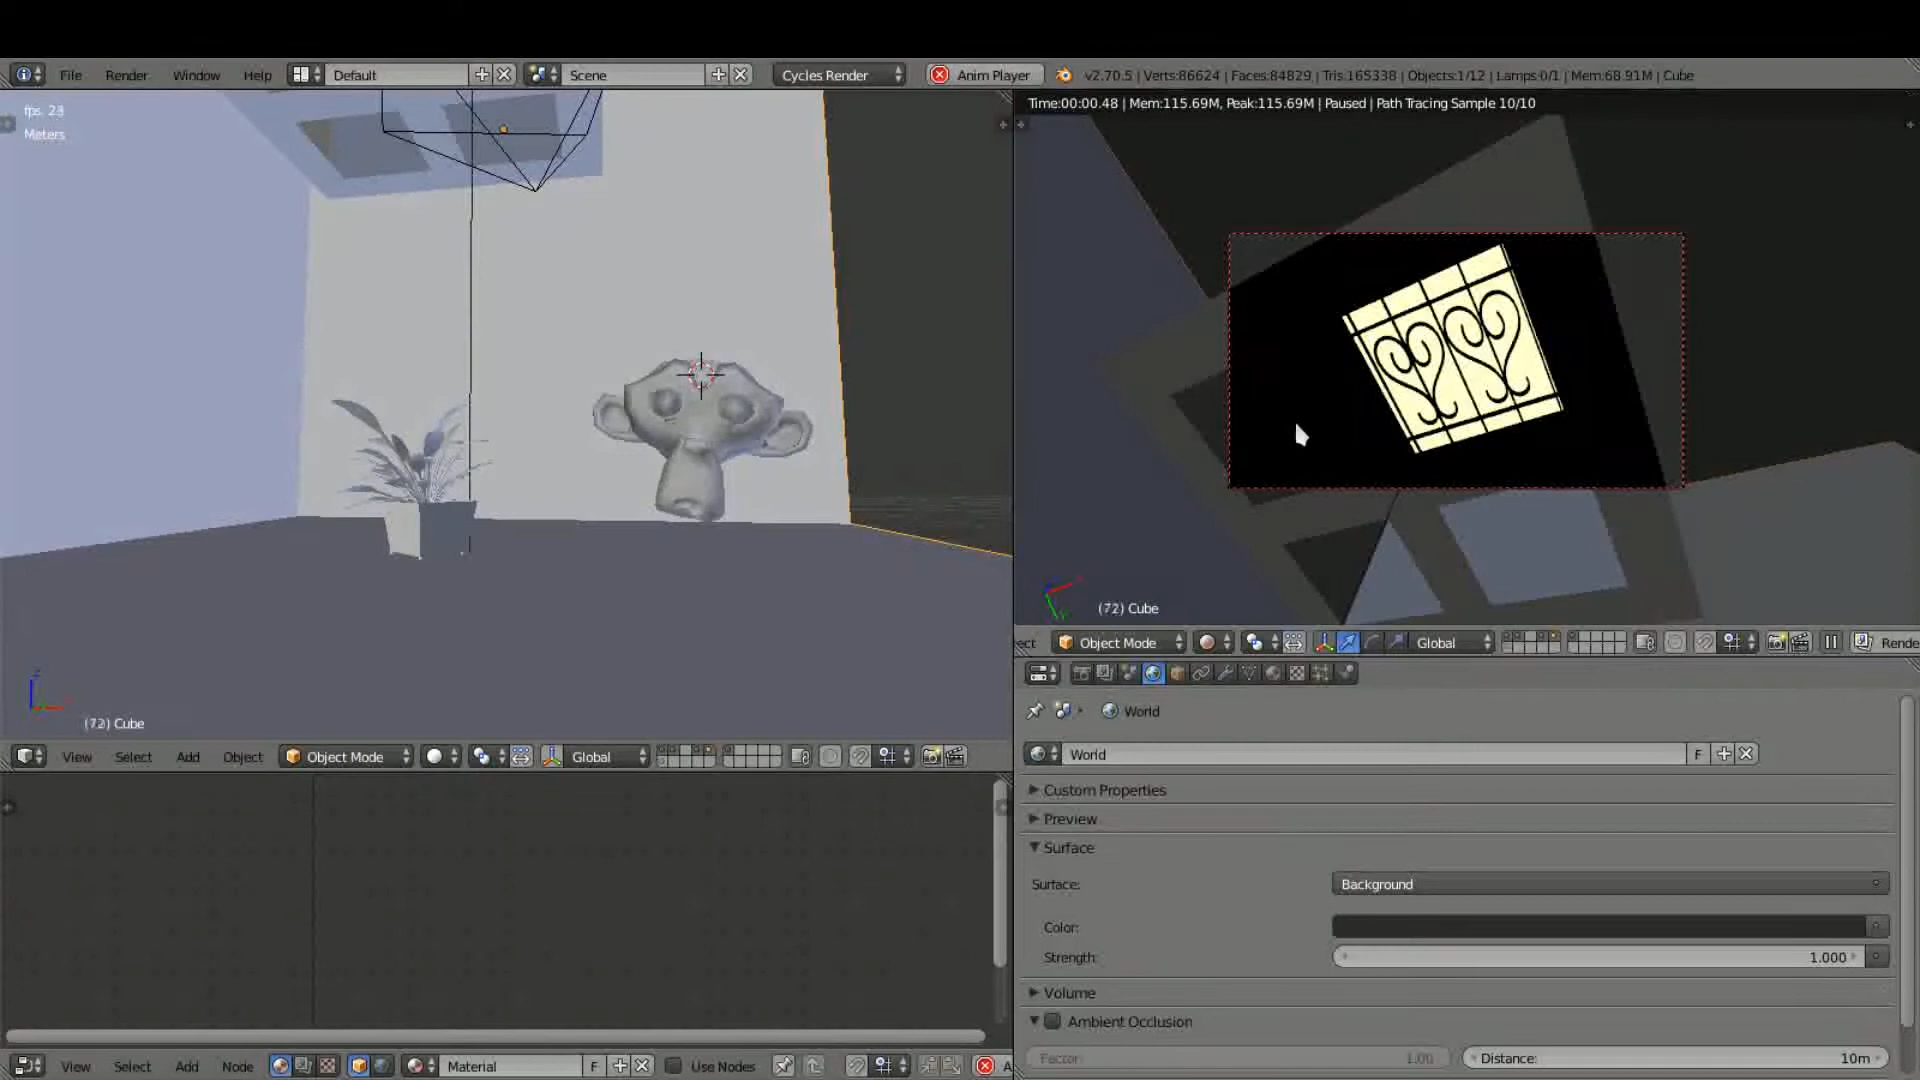 File Render Window Help Default Scene Cycles Render Anim Player v2.70.5 | Verts:86624 | Faces:84829 | Tris:165338 | Objects:1/12 | Lamps:0/1 | Mem:68.91M | Cube
fps: 23
Meters
(72) Cube
View Select Add Object Object Mode Global
Time:00:00.48 | Mem:115.69M, Peak:115.69M | Paused | Path Tracing Sample 10/10
(72) Cube
ect Object Mode Global Rende
World
World F
Custom Properties
Preview
Surface
Surface: Background
Color:
Strength: 1.000
Volume
Ambient Occlusion
Factor: 1.00 Distance: 10m
View Select Add Node Material F Use Nodes A